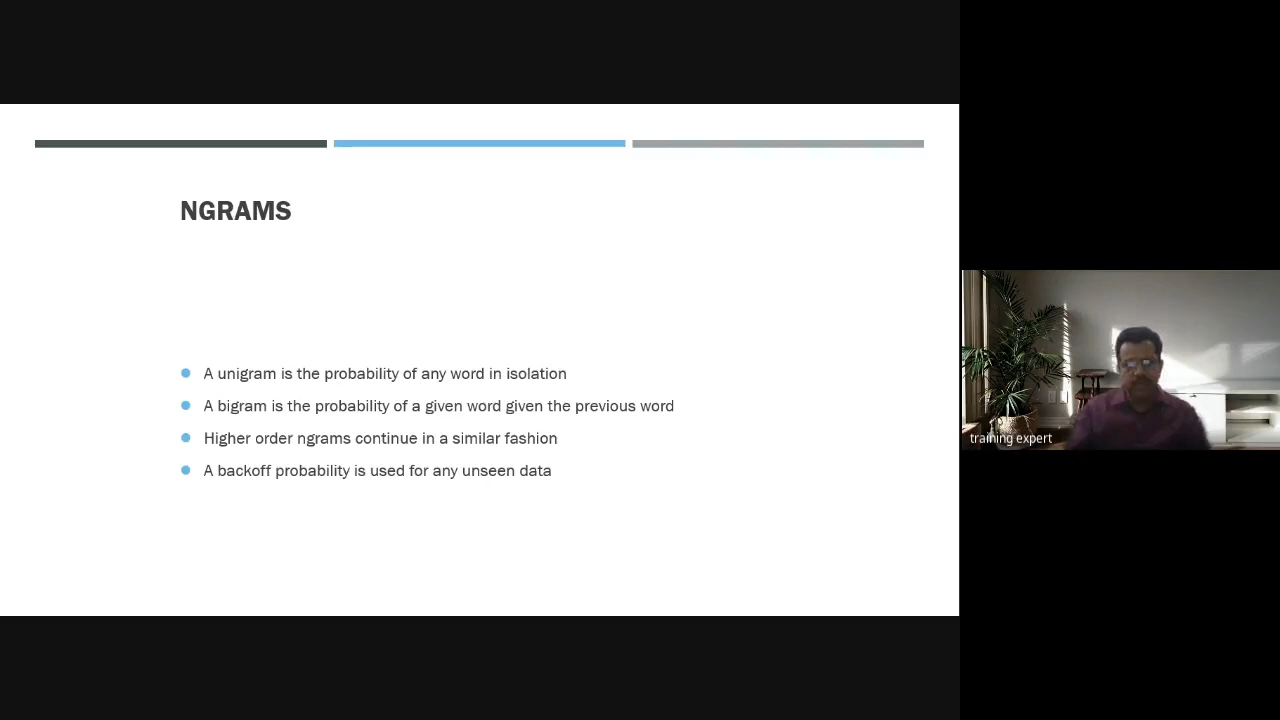 NGRAMS
A unigram is the probability of any word in isolation
A bigram is the probability of a given word given the previous word
Higher order ngrams continue in a similar fashion
A backoff probability is used for any unseen data
training expert